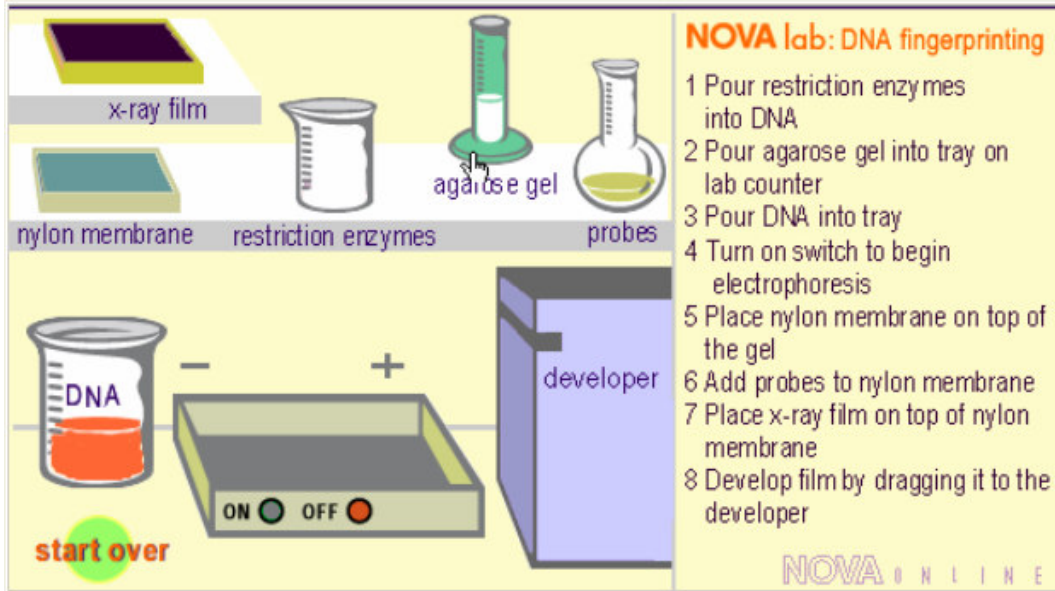 x-ray film
agarose gel
nylon membrane
restriction enzymes
probes
DNA
− +
developer
ON OFF
start over
NOVA lab: DNA fingerprinting
1 Pour restriction enzymes
into DNA
2 Pour agarose gel into tray on
lab counter
3 Pour DNA into tray
4 Turn on switch to begin
electrophoresis
5 Place nylon membrane on top of
the gel
6 Add probes to nylon membrane
7 Place x-ray film on top of nylon
membrane
8 Develop film by dragging it to the
developer
NOVA ONLINE